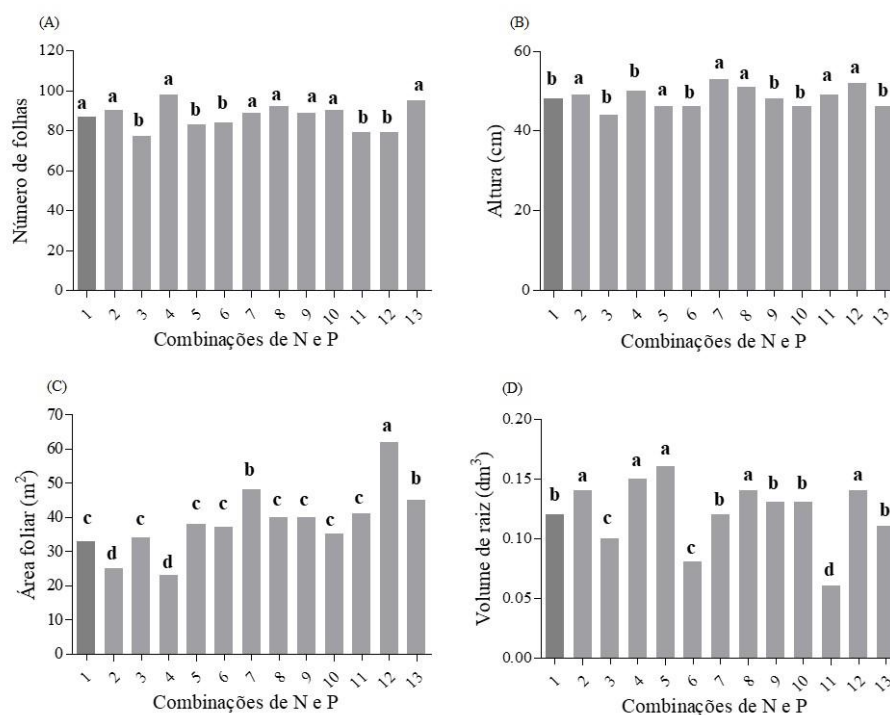 (A)
Número de folhas
120
100
80
60
40
20
0
a a b a b b a a a a b b a
1 2 3 4 5 6 7 8 9 10 11 12 13
Combinações de N e P
(B)
Altura (cm)
60
40
20
0
b a b b a b a a b b a a b
1 2 3 4 5 6 7 8 9 10 11 12 13
Combinações de N e P
(C)
Área foliar (m²)
70
60
50
40
30
20
10
0
c d c d c c b c c c c a b
1 2 3 4 5 6 7 8 9 10 11 12 13
Combinações de N e P
(D)
Volume de raiz (dm³)
0.20
0.15
0.10
0.05
0.00
b a c a a c b a b b d a b
1 2 3 4 5 6 7 8 9 10 11 12 13
Combinações de N e P